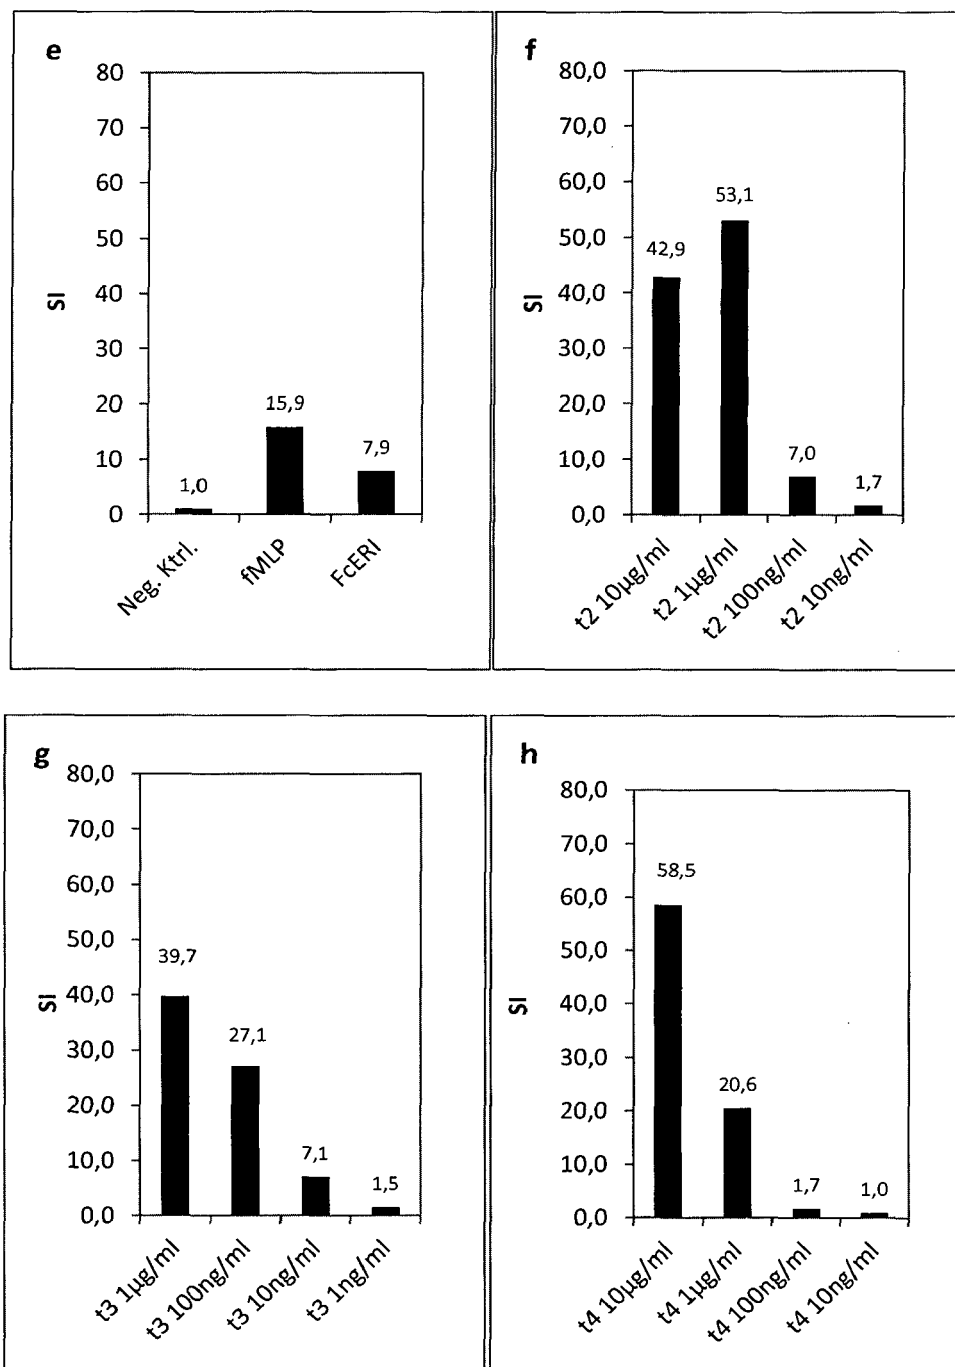 e
80
70
60
50
40
30
20
10
0
SI
1,0
15,9
7,9
Neg. Ktrl.
fMLP
FcERI
f
80,0
70,0
60,0
50,0
40,0
30,0
20,0
10,0
0,0
SI
42,9
53,1
7,0
1,7
t2 10µg/ml
t2 1µg/ml
t2 100ng/ml
t2 10ng/ml
g
80,0
70,0
60,0
50,0
40,0
30,0
20,0
10,0
0,0
SI
39,7
27,1
7,1
1,5
t3 1µg/ml
t3 100ng/ml
t3 10ng/ml
t3 1ng/ml
h
80,0
70,0
60,0
50,0
40,0
30,0
20,0
10,0
0,0
SI
58,5
20,6
1,7
1,0
t4 10µg/ml
t4 1µg/ml
t4 100ng/ml
t4 10ng/ml